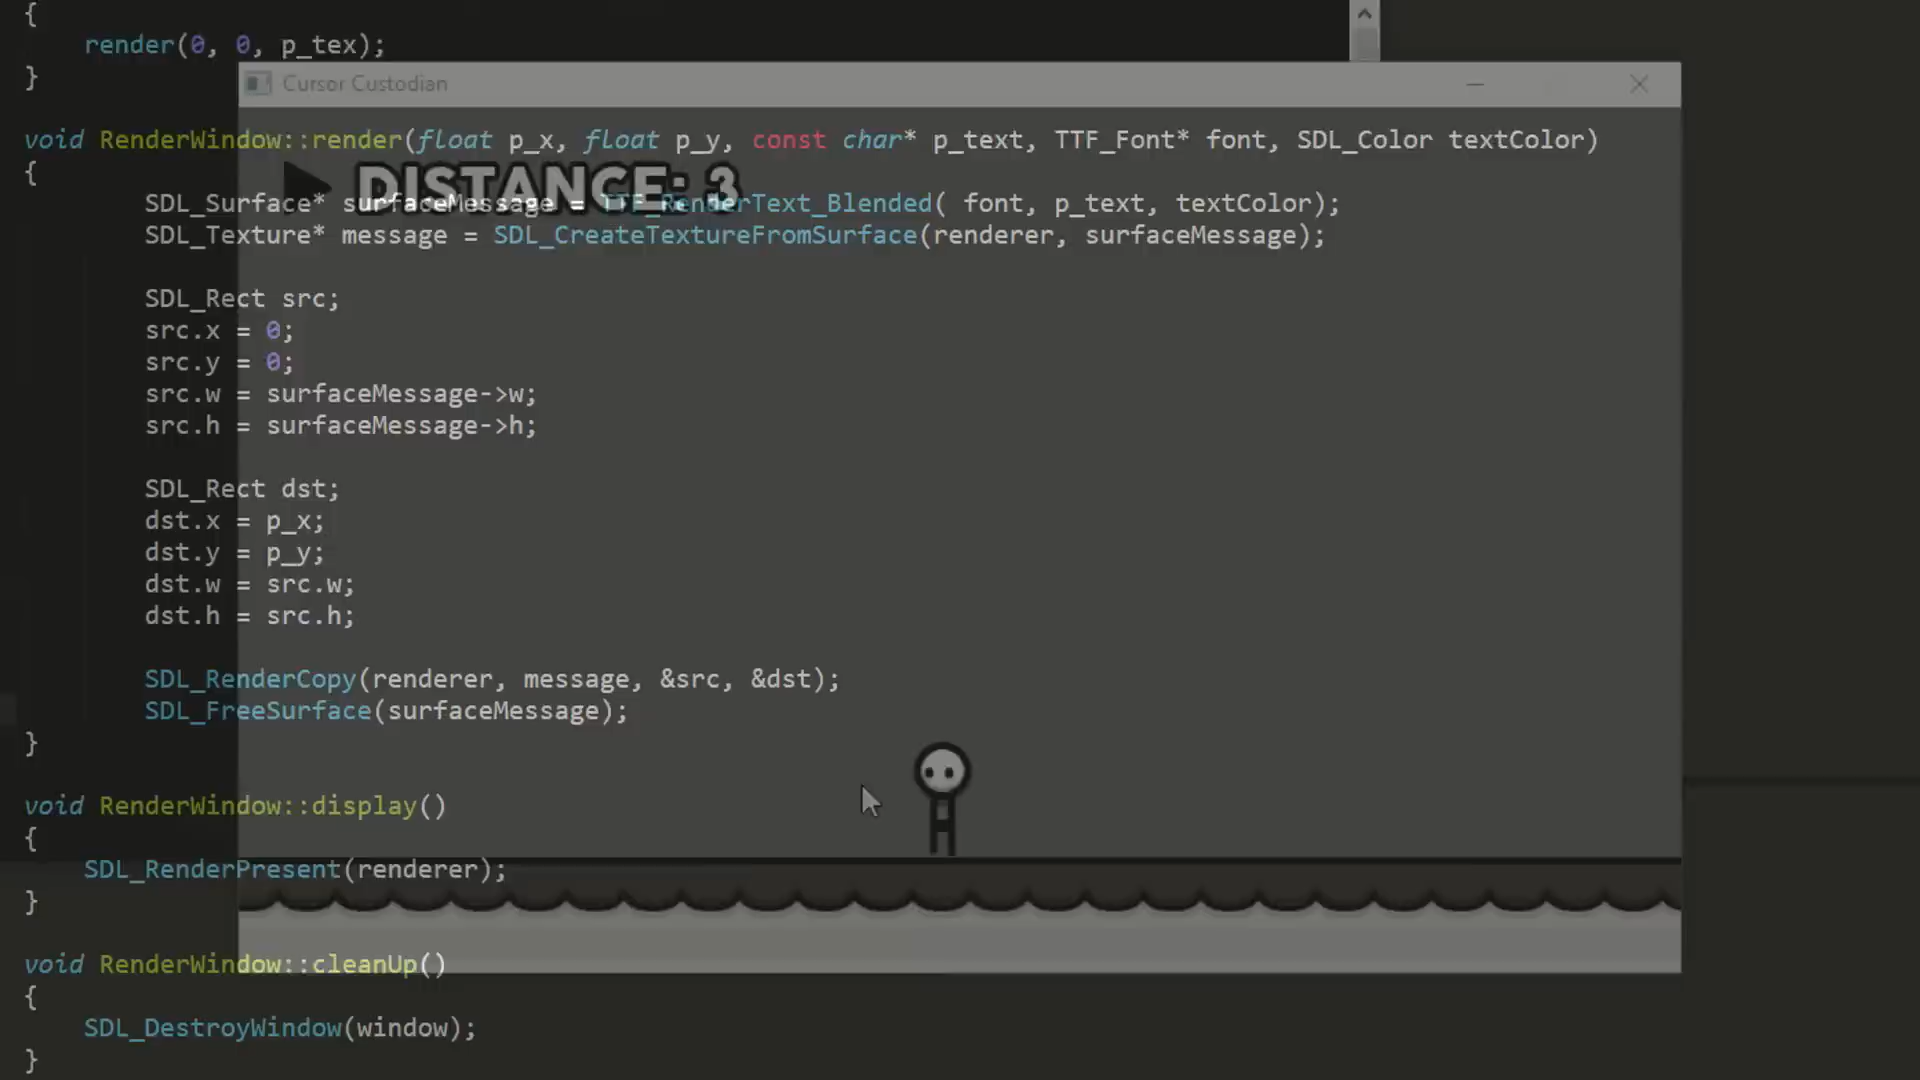 {
render(0, 0, p_tex);
}
Cursor Custodian
void RenderWindow::render(float p_x, float p_y, const char* p_text, TTF_Font* font, SDL_Color textColor)
{
DISTANCE: 3
SDL_Surface* surfaceMessage = TTF_RenderText_Blended( font, p_text, textColor);
SDL_Texture* message = SDL_CreateTextureFromSurface(renderer, surfaceMessage);
SDL_Rect src;
src.x = 0;
src.y = 0;
src.w = surfaceMessage->w;
src.h = surfaceMessage->h;
SDL_Rect dst;
dst.x = p_x;
dst.y = p_y;
dst.w = src.w;
dst.h = src.h;
SDL_RenderCopy(renderer, message, &src, &dst);
SDL_FreeSurface(surfaceMessage);
}
void RenderWindow::display()
{
SDL_RenderPresent(renderer);
}
void RenderWindow::cleanUp()
{
SDL_DestroyWindow(window);
}